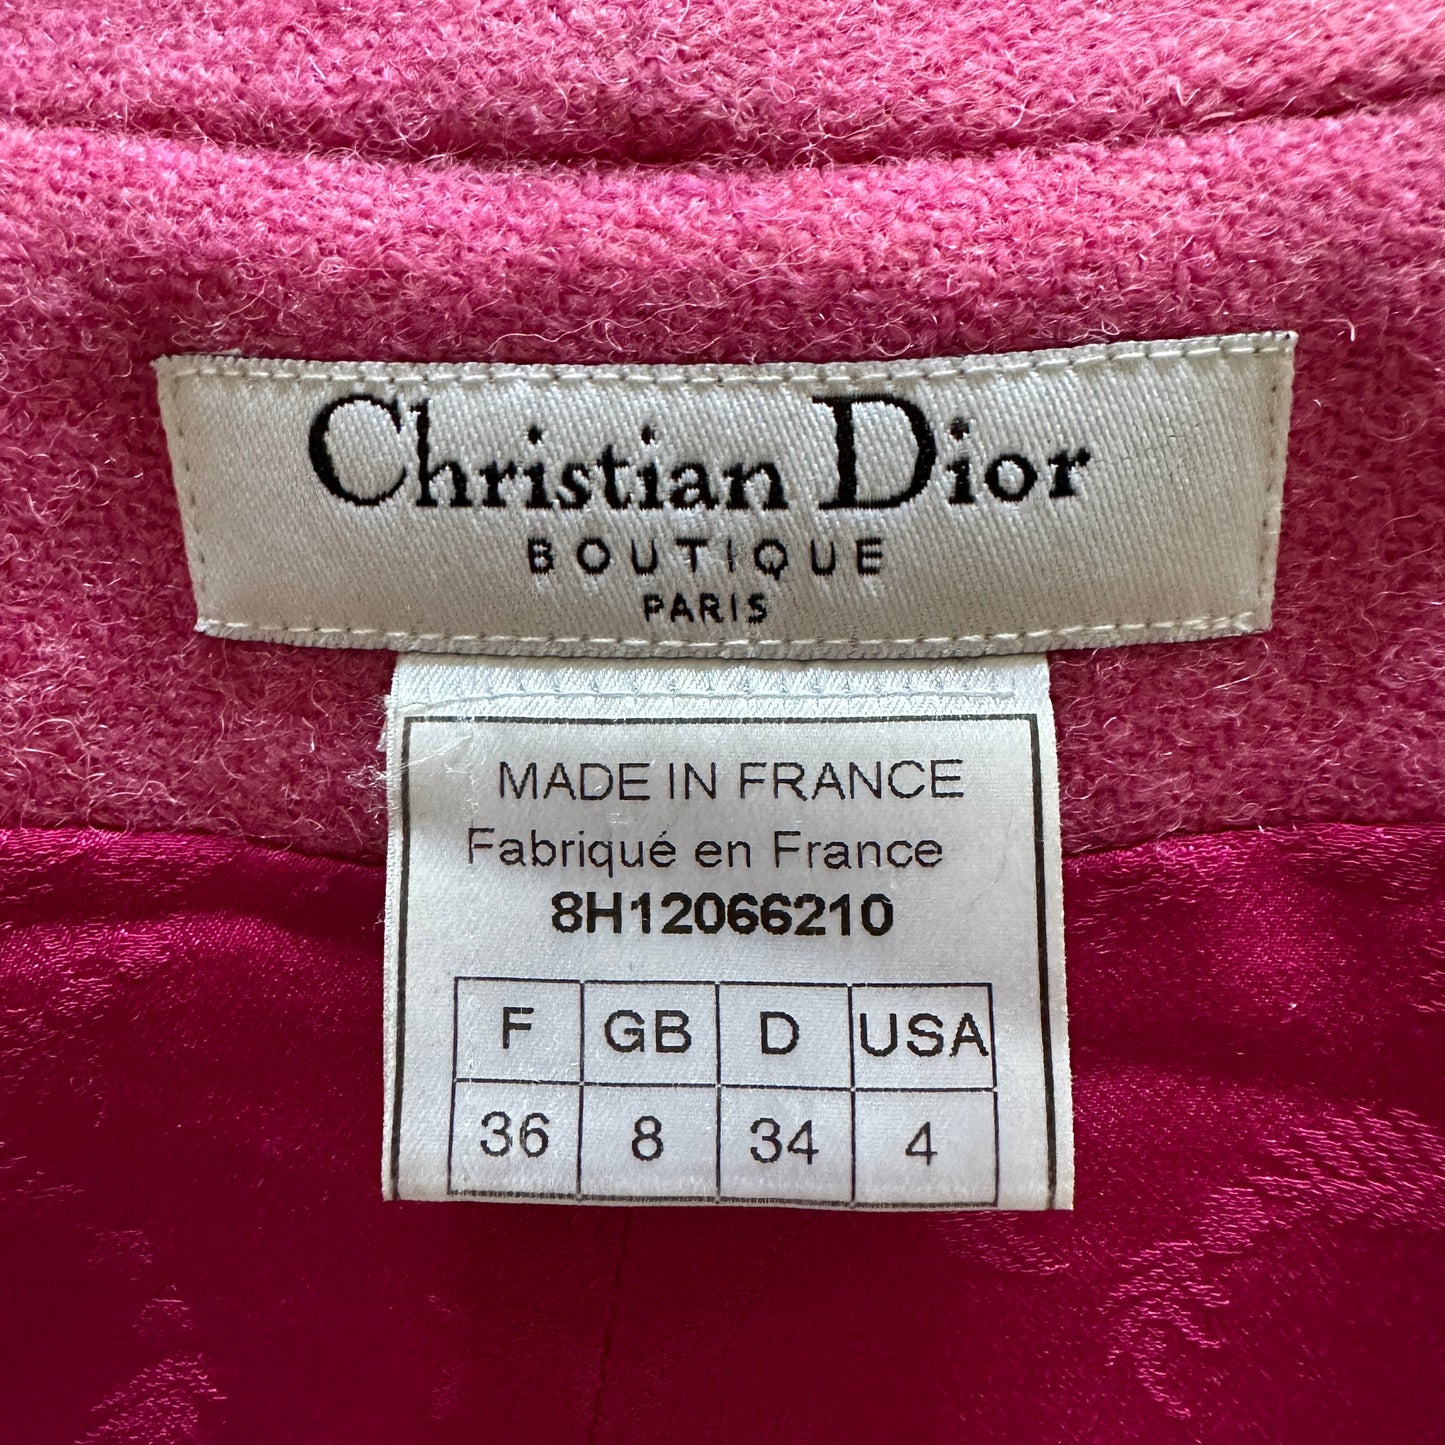 Christian Dior
BOUTIQUE
PARIS
MADE IN FRANCE
Fabriqué en France
8H12066210
F GB D USA
36 8 34 4